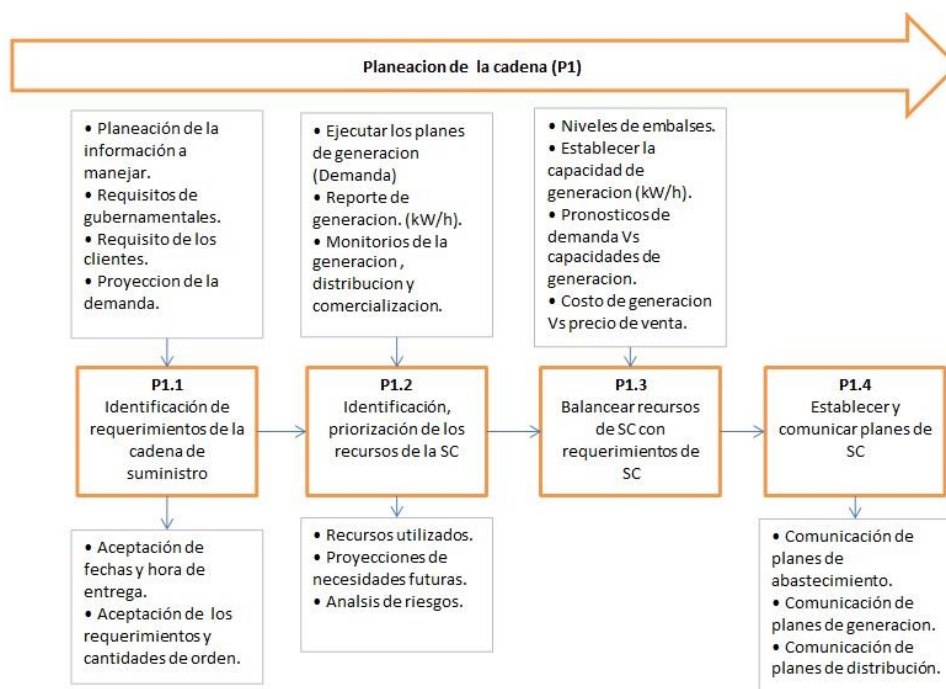 Planeacion de la cadena (P1)
• Planeación de la
información a
manejar.
• Requisitos de
gubernamentales.
• Requisito de los
clientes.
• Proyeccion de la
demanda.
• Ejecutar los planes
de generacion
(Demanda)
• Reporte de
generacion. (kW/h).
• Monitorios de la
generacion ,
distribucion y
comercializacion.
• Niveles de embalses.
• Establecer la
capacidad de
generacion (kW/h).
• Pronosticos de
demanda Vs
capacidades de
generacion.
• Costo de generacion
Vs precio de venta.
P1.1
Identificación de
requerimientos de la
cadena de
suministro
P1.2
Identificación,
priorización de los
recursos de la SC
P1.3
Balancear recursos
de SC con
requerimientos de
SC
P1.4
Establecer y
comunicar planes de
SC
• Aceptación de
fechas y hora de
entrega.
• Aceptación de los
requerimientos y
cantidades de orden.
• Recursos utilizados.
• Proyecciones de
necesidades futuras.
• Analsis de riesgos.
• Comunicación de
planes de
abastecimiento.
• Comunicación de
planes de generacion.
• Comunicación de
planes de distribución.